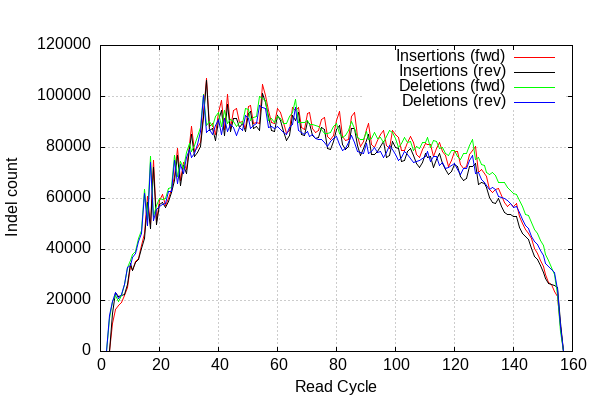 120000
100000
80000
60000
40000
20000
0
Indel count
Insertions (fwd)
Insertions (rev)
Deletions (fwd)
Deletions (rev)
0 20 40 60 80 100 120 140 160
Read Cycle